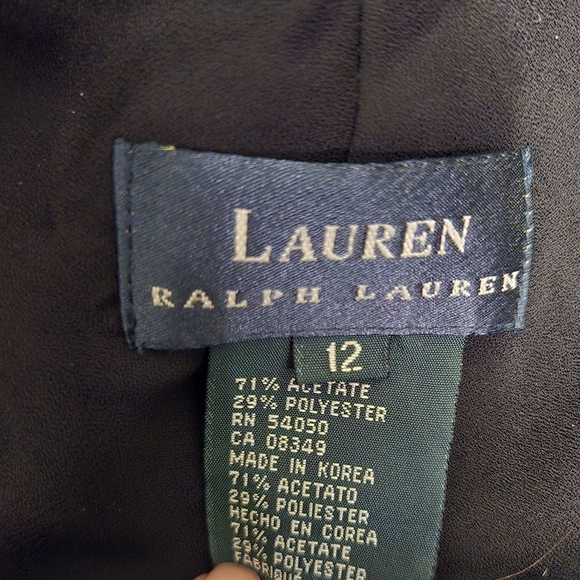 LAUREN
RALPH LAUREN
12
71% ACETATE
29% POLYESTER
RN 54050
CA 08349
MADE IN KOREA
71% ACETATO
29% POLIESTER
HECHO EN COREA
71% ACETATE
29% POLYESTER
FABRIQUÉ